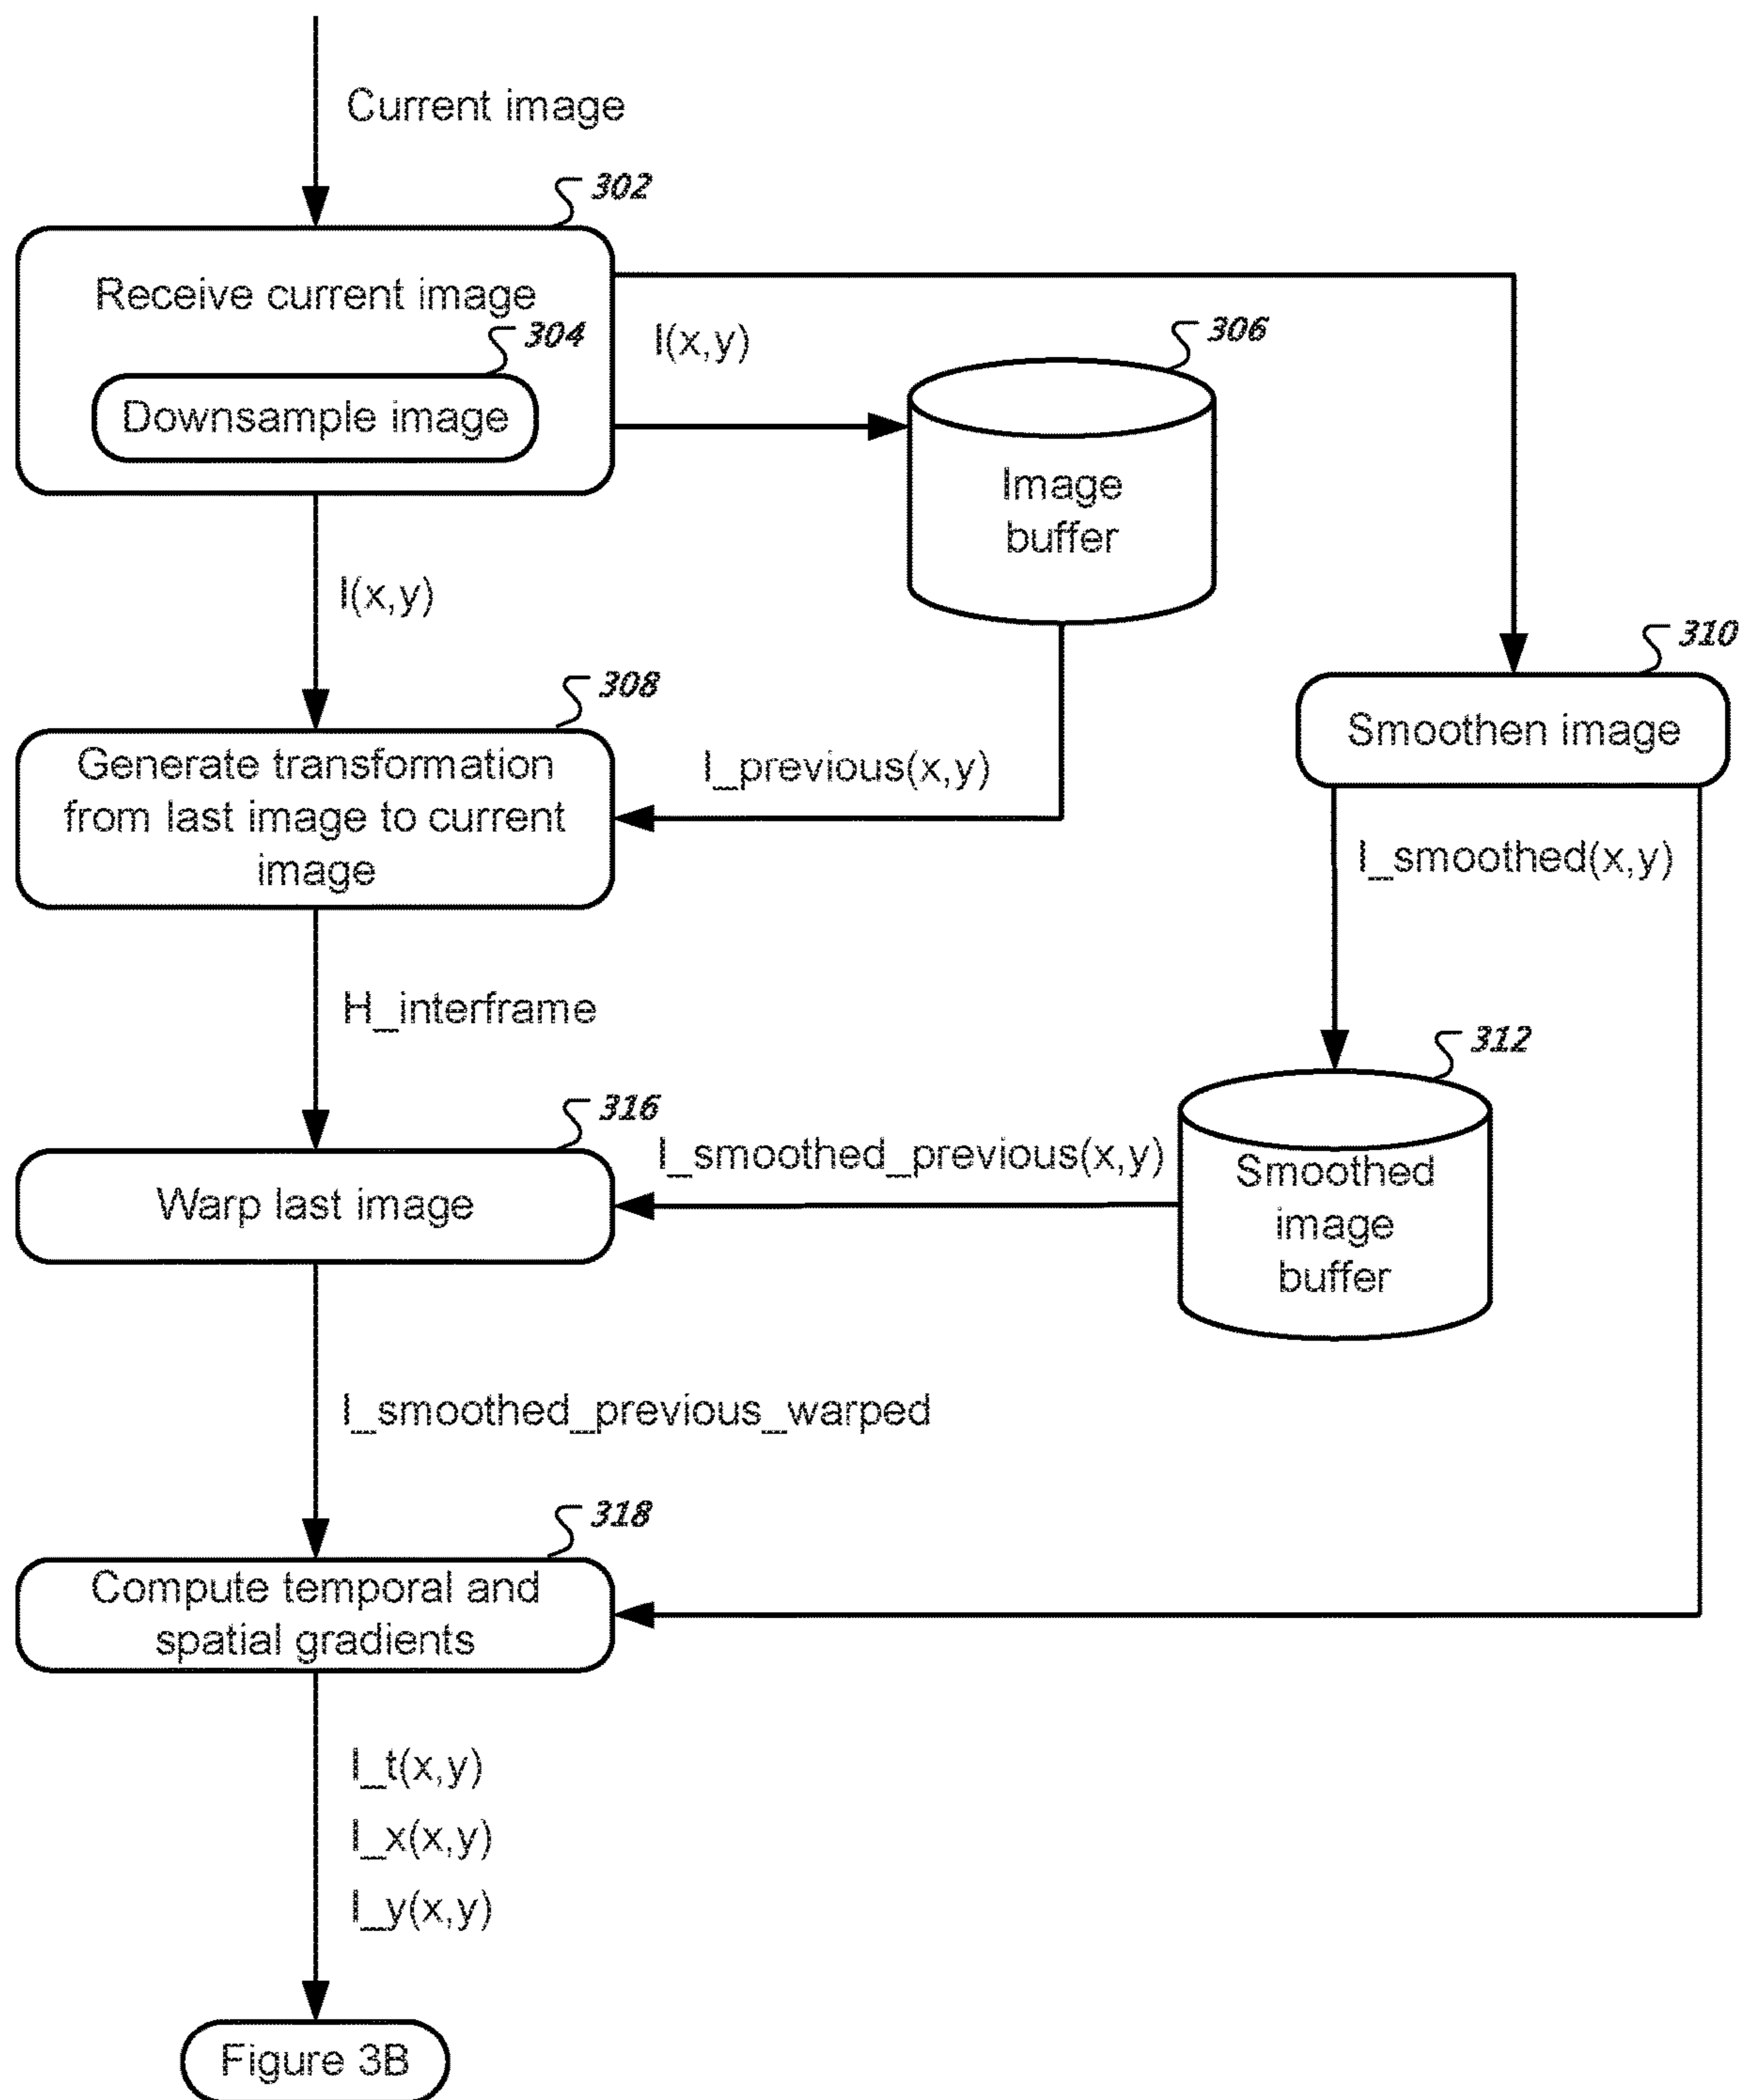 Current image
302
Receive current image
304
Downsample image
I(x,y)
306
Image
buffer
I(x,y)
310
Smoothen image
308
Generate transformation
from last image to current
image
I_previous(x,y)
I_smoothed(x,y)
H_interframe
312
Smoothed
image
buffer
316
Warp last image
I_smoothed_previous(x,y)
I_smoothed_previous_warped
318
Compute temporal and
spatial gradients
I_t(x,y)
I_x(x,y)
I_y(x,y)
Figure 3B